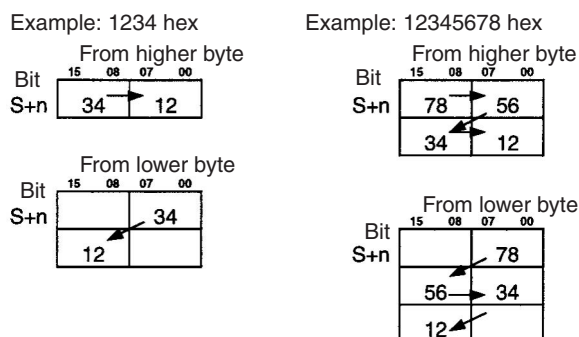 Example: 1234 hex
From higher byte
Bit 15 08 07 00
S+n 34 12
From lower byte
Bit 15 08 07 00
S+n 34
12
Example: 12345678 hex
From higher byte
Bit 15 08 07 00
S+n 78 56
34 12
From lower byte
Bit 15 08 07 00
S+n 78
56 34
12